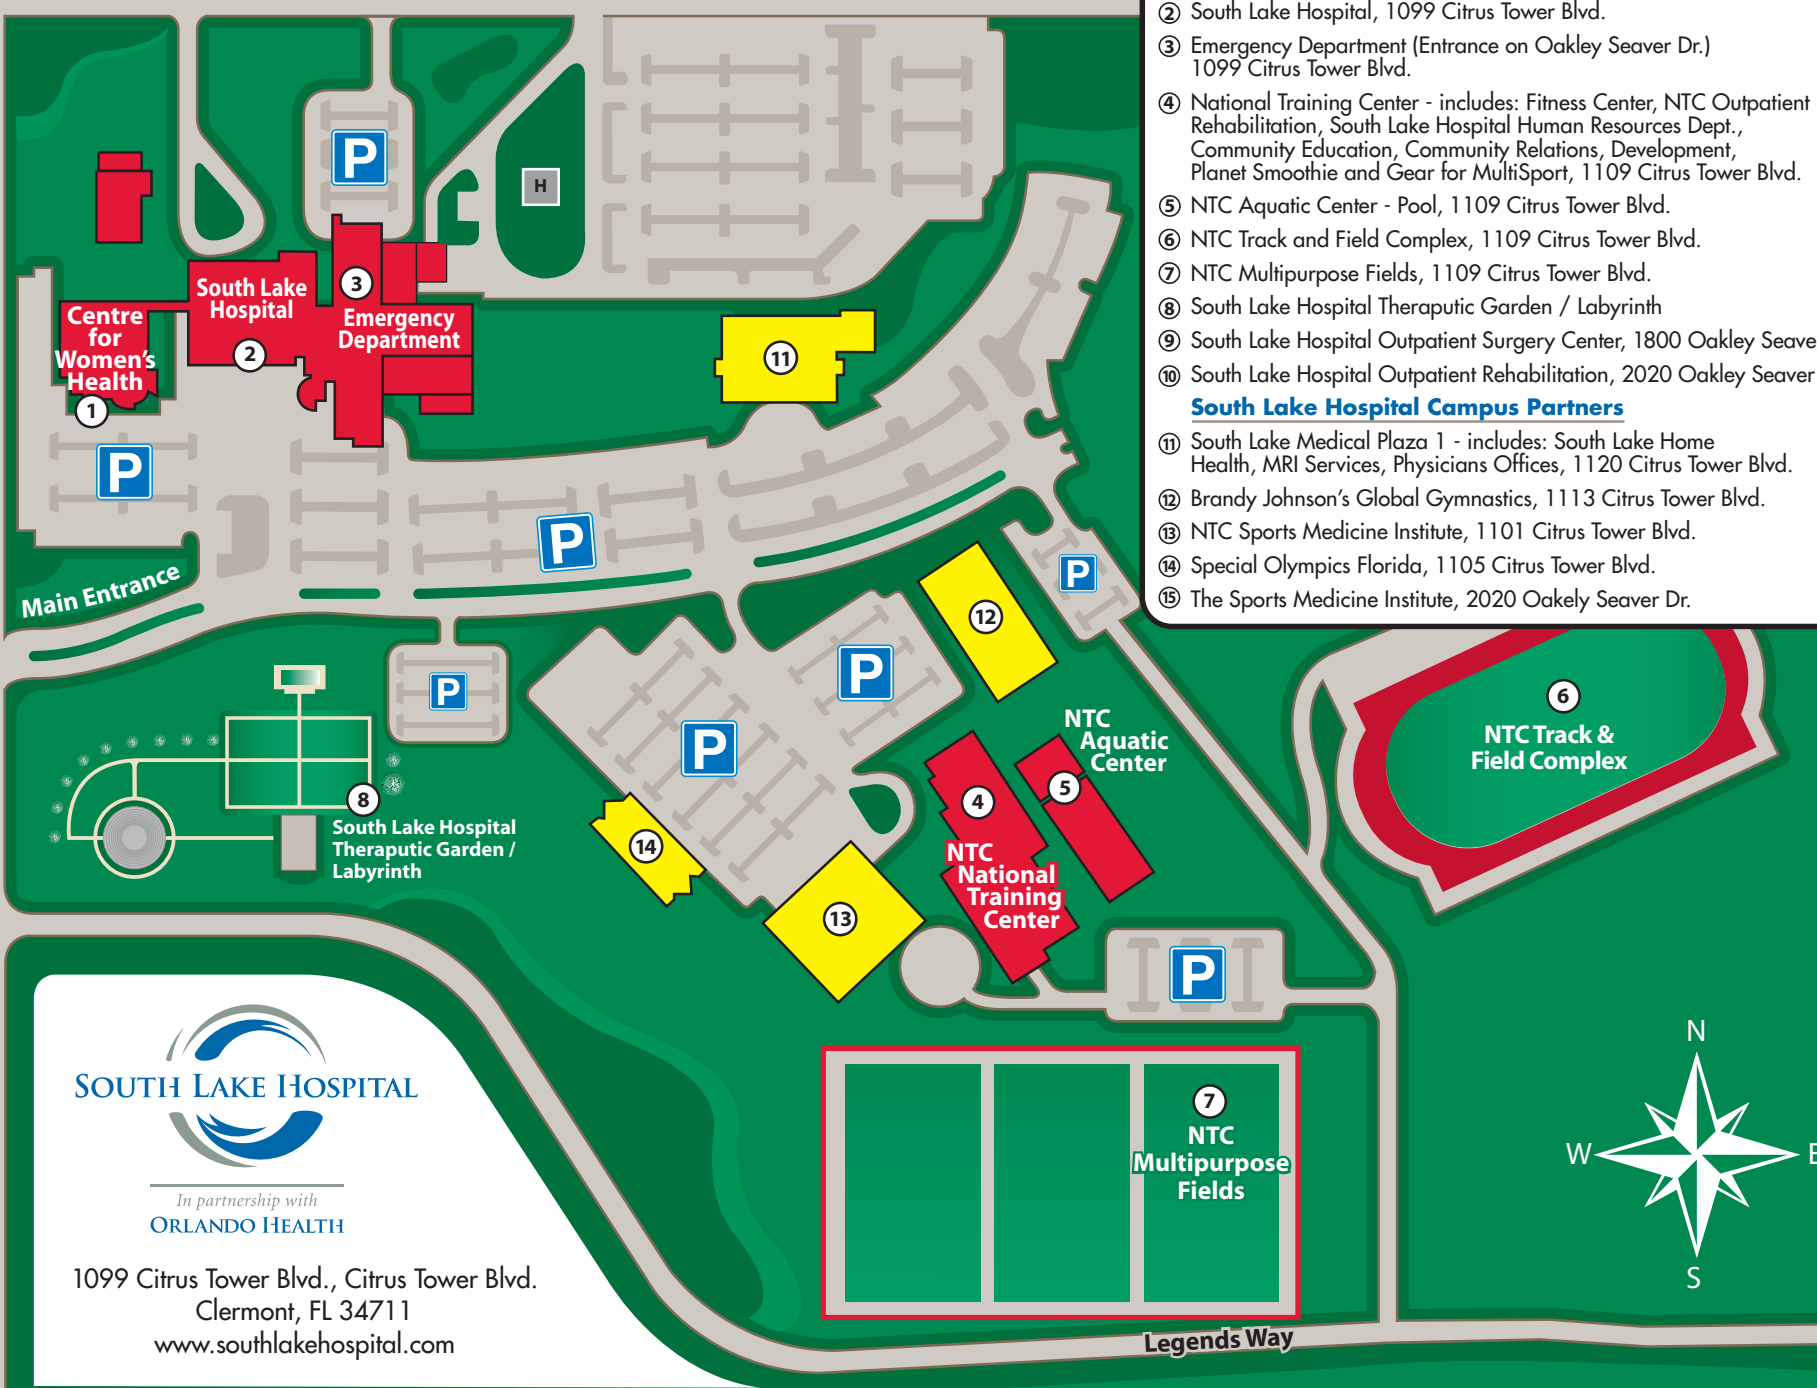 ② South Lake Hospital, 1099 Citrus Tower Blvd.
③ Emergency Department (Entrance on Oakley Seaver Dr.)
1099 Citrus Tower Blvd.
④ National Training Center - includes: Fitness Center, NTC Outpatient
Rehabilitation, South Lake Hospital Human Resources Dept.,
Community Education, Community Relations, Development,
Planet Smoothie and Gear for MultiSport, 1109 Citrus Tower Blvd.
⑤ NTC Aquatic Center - Pool, 1109 Citrus Tower Blvd.
⑥ NTC Track and Field Complex, 1109 Citrus Tower Blvd.
⑦ NTC Multipurpose Fields, 1109 Citrus Tower Blvd.
⑧ South Lake Hospital Theraputic Garden / Labyrinth
⑨ South Lake Hospital Outpatient Surgery Center, 1800 Oakley Seave
⑩ South Lake Hospital Outpatient Rehabilitation, 2020 Oakley Seaver
South Lake Hospital Campus Partners
⑪ South Lake Medical Plaza 1 - includes: South Lake Home
Health, MRI Services, Physicians Offices, 1120 Citrus Tower Blvd.
⑫ Brandy Johnson's Global Gymnastics, 1113 Citrus Tower Blvd.
⑬ NTC Sports Medicine Institute, 1101 Citrus Tower Blvd.
⑭ Special Olympics Florida, 1105 Citrus Tower Blvd.
⑮ The Sports Medicine Institute, 2020 Oakely Seaver Dr.
P
H
South Lake
Hospital
2
3
Emergency
Department
Centre
for
Women's
Health
1
11
P
P
P
Main Entrance
12
P
P
P
8
South Lake Hospital
Theraputic Garden /
Labyrinth
14
13
4
NTC
National
Training
Center
NTC
Aquatic
Center
5
6
NTC Track &
Field Complex
P
7
NTC
Multipurpose
Fields
N
W
E
S
Legends Way
SOUTH LAKE HOSPITAL
In partnership with
ORLANDO HEALTH
1099 Citrus Tower Blvd., Citrus Tower Blvd.
Clermont, FL 34711
www.southlakehospital.com